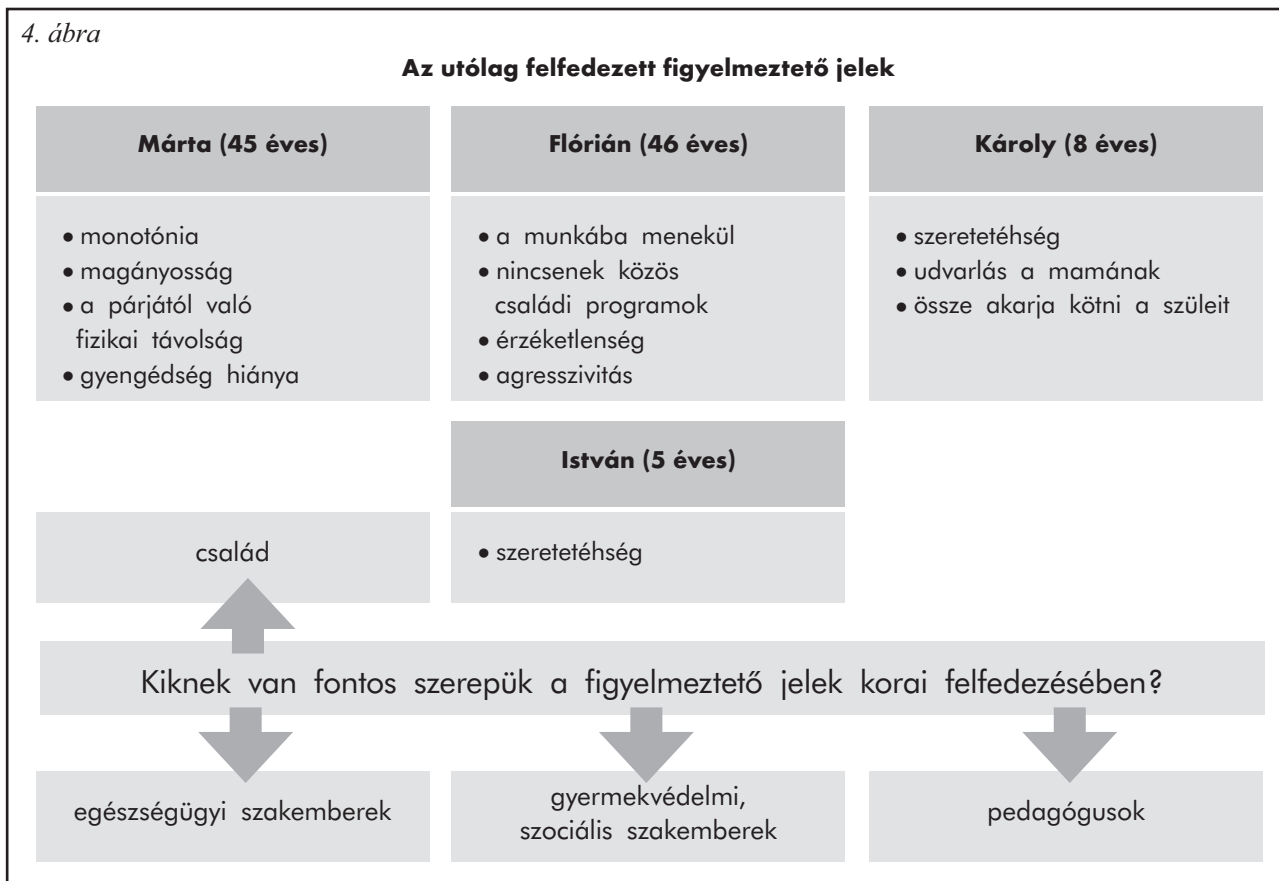 4. ábra
Az utólag felfedezett figyelmeztető jelek
Márta (45 éves)
• monotónia
• magányosság
• a párjától való
fizikai távolság
• gyengédség hiánya
Flórián (46 éves)
• a munkába menekül
• nincsenek közös
családi programok
• érzéketlenség
• agresszivitás
Károly (8 éves)
• szeretetéhség
• udvarlás a mamának
• össze akarja kötni a szüleit
István (5 éves)
• szeretetéhség
család
Kiknek van fontos szerepük a figyelmeztető jelek korai felfedezésében?
egészségügyi szakemberek
gyermekvédelmi,
szociális szakemberek
pedagógusok